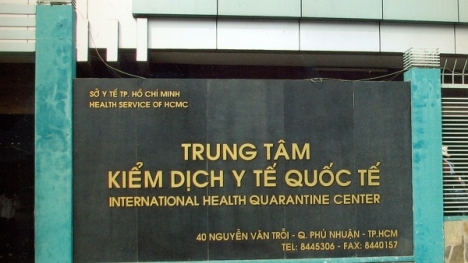 SỞ Y TẾ TP. HỒ CHÍ MINH
HEALTH SERVICE OF HCMC
TRUNG TÂM
KIỂM DỊCH Y TẾ QUỐC TẾ
INTERNATIONAL HEALTH QUARANTINE CENTER
40 NGUYỄN VĂN TRỖI - Q. PHÚ NHUẬN - TP.HCM
TEL: 8445306 - FAX: 8440157